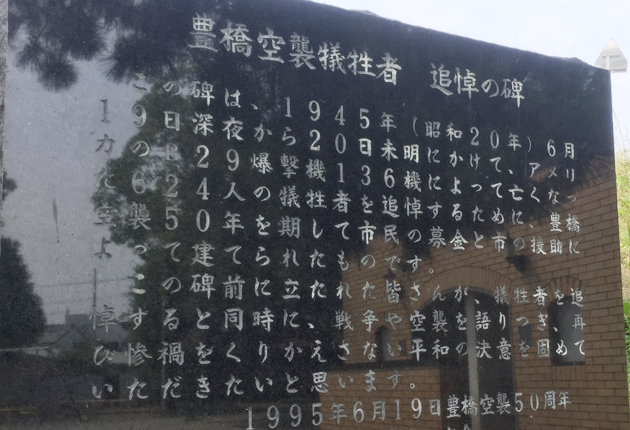 豊橋空襲犠牲者　追悼の碑
この碑は、1945年(昭和20年)6月
19日深夜から20日未明にかけて、アメリ
カのB29爆撃機136機によって亡くなっ
た624人の犠牲者を追悼するため、豊橋
空襲50年を期して市民の募金と市の援助に
よって建てられたものです。
この碑の前に立たれた皆さんが、犠牲者を追
悼すると同時に、戦争や空襲を語りつぎ、再
び惨禍をくりかえさない平和の決意を固めて
いただきたいと思います。
1995年6月19日 豊橋空襲50周年